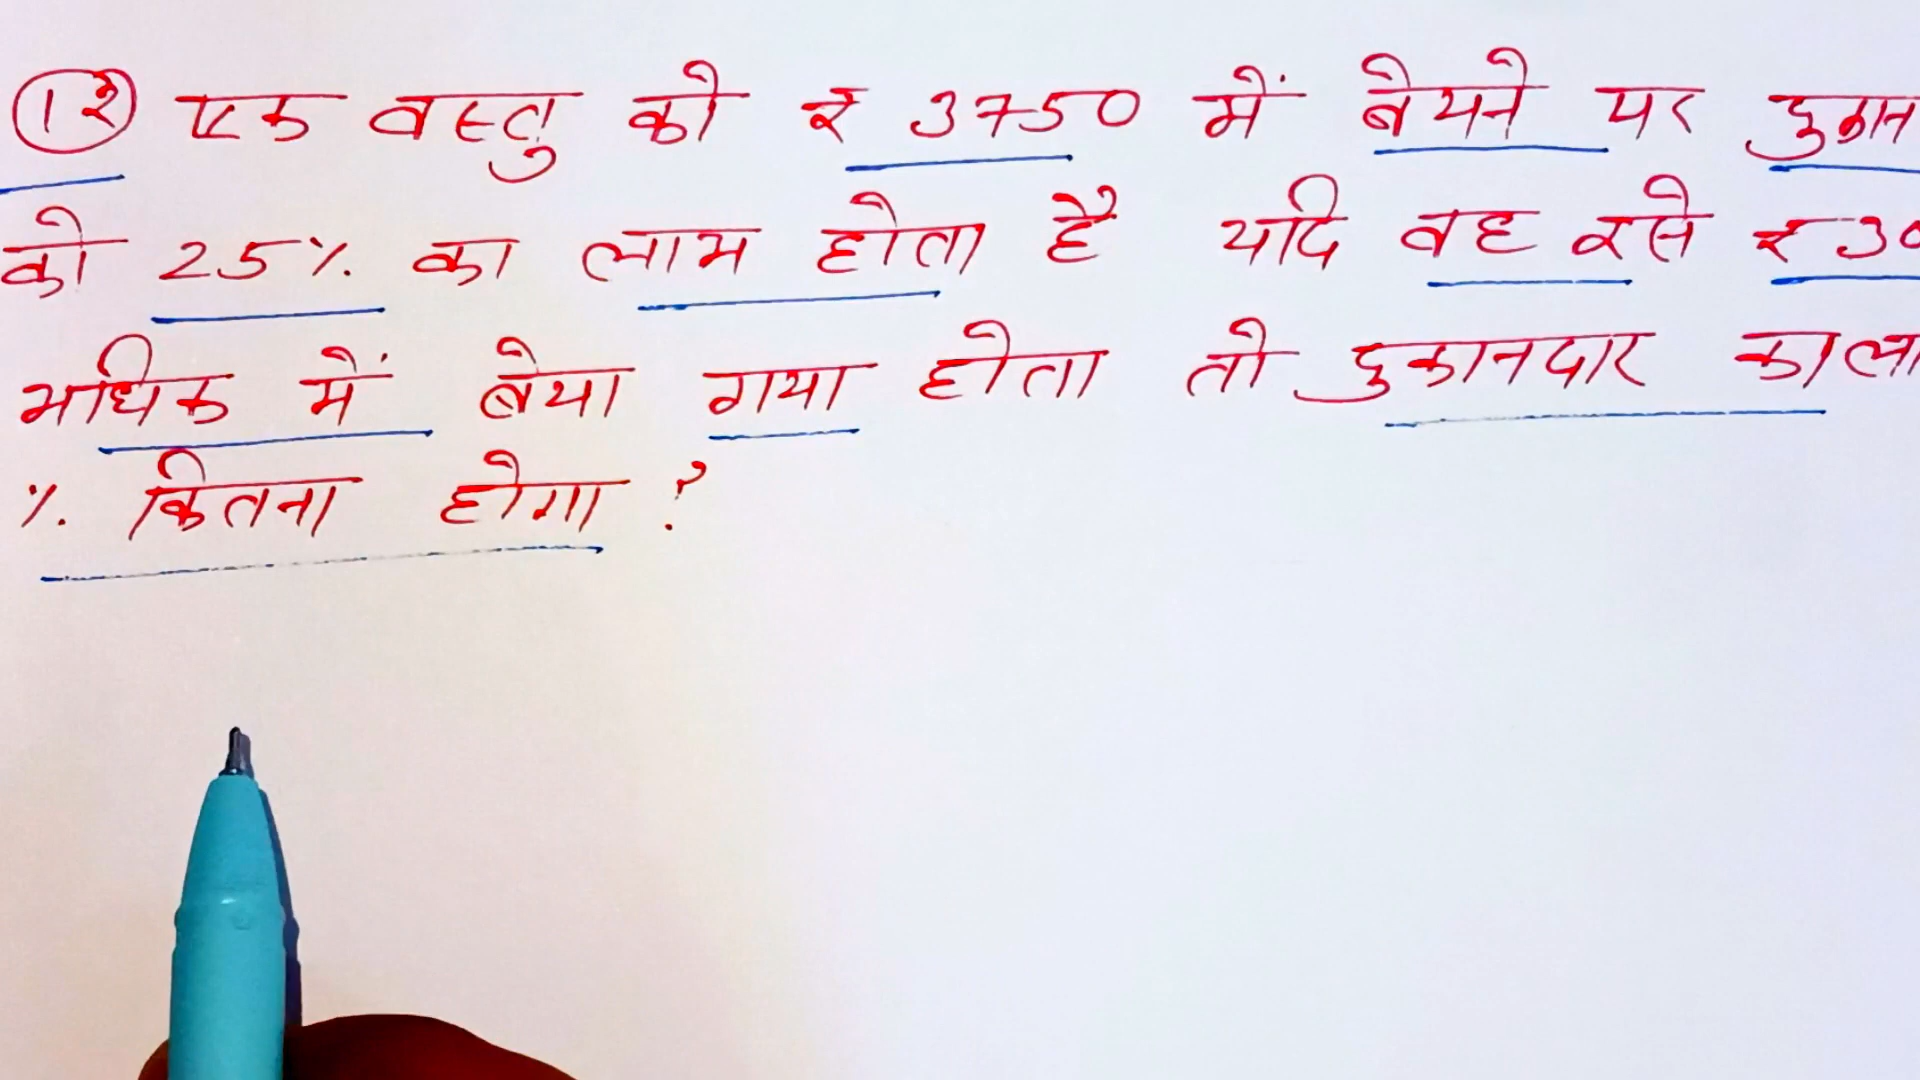 12 एक वस्तु को ₹ 3750 में बेचने पर दुकान
को 25% का लाभ होता है यदि वह इसे ₹
अधिक में बेचा गया होता तो दुकानदार का ला
% कितना होगा ?